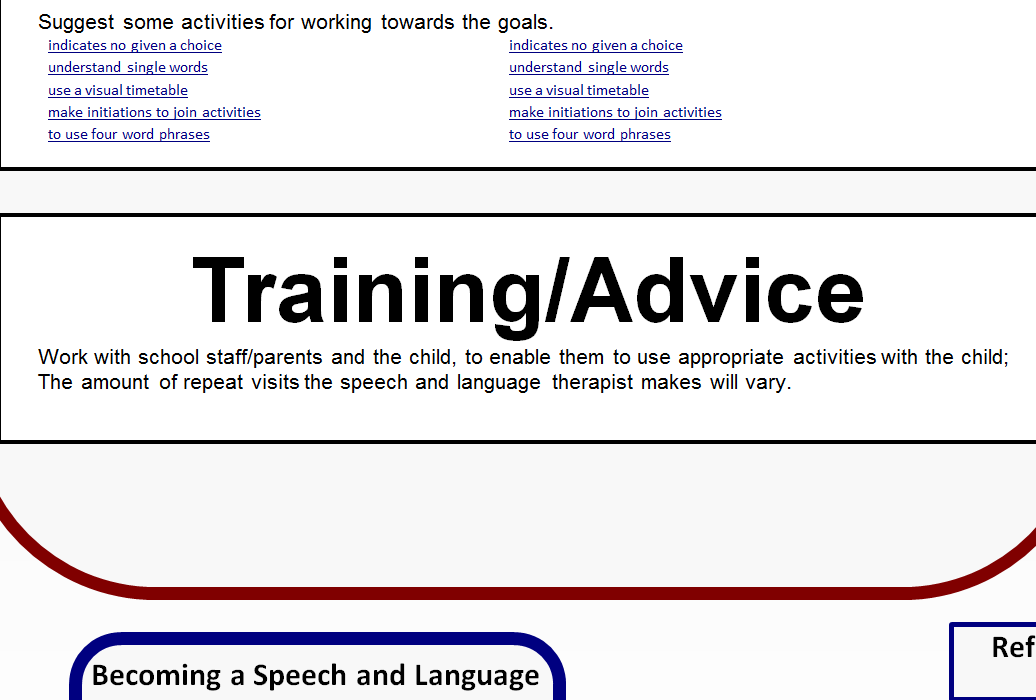 Suggest some activities for working towards the goals.
indicates no given a choice indicates no given a choice
understand single words understand single words
use a visual timetable use a visual timetable
make initiations to join activities make initiations to join activities
to use four word phrases to use four word phrases
Training/Advice
Work with school staff/parents and the child, to enable them to use appropriate activities with the child;
The amount of repeat visits the speech and language therapist makes will vary.
Becoming a Speech and Language